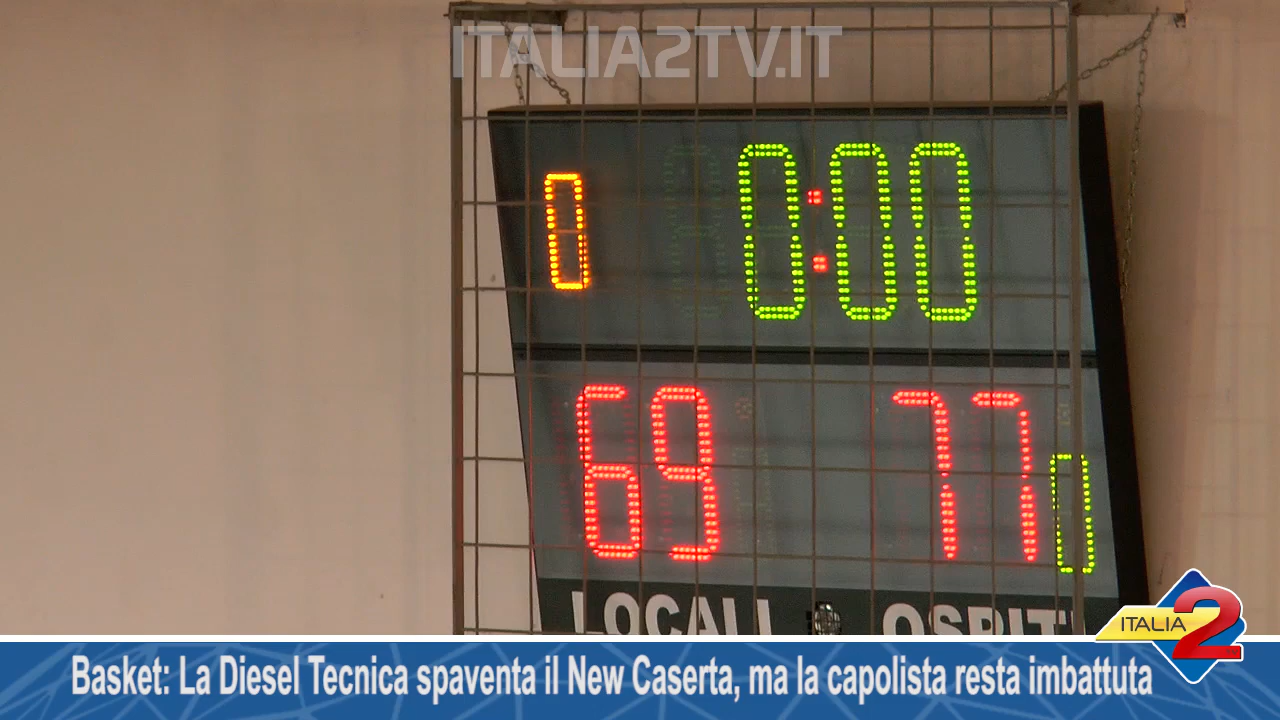 ITALIA2TV.IT
0 0:00
69 77 0
LOCALI OSPITI
ITALIA 2
Basket: La Diesel Tecnica spaventa il New Caserta, ma la capolista resta imbattuta